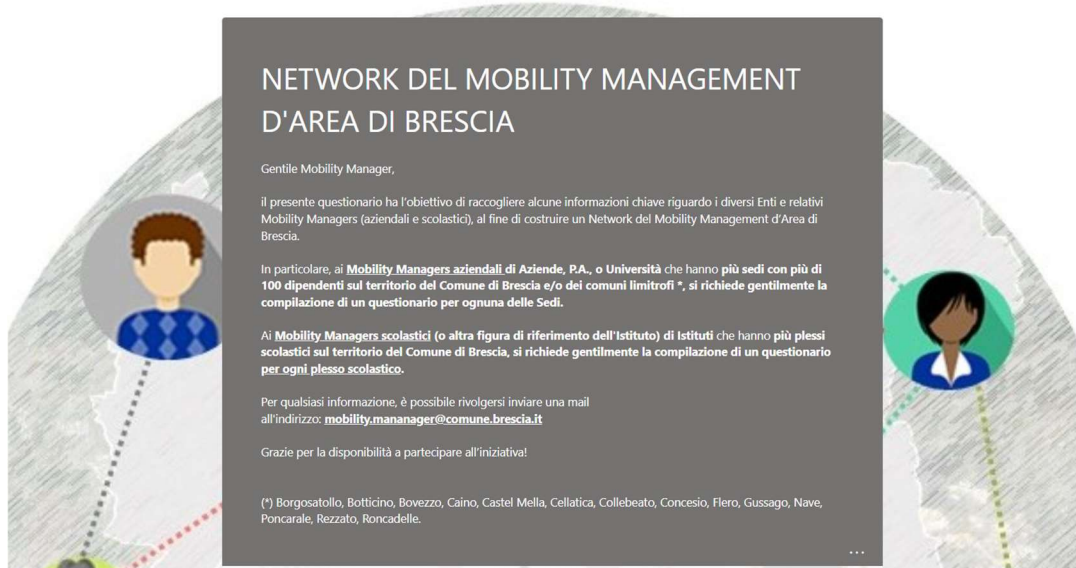 NETWORK DEL MOBILITY MANAGEMENT
D'AREA DI BRESCIA
Gentile Mobility Manager,
il presente questionario ha l'obiettivo di raccogliere alcune informazioni chiave riguardo i diversi Enti e relativi
Mobility Managers (aziendali e scolastici), al fine di costruire un Network del Mobility Management d'Area di
Brescia.
In particolare, ai Mobility Managers aziendali di Aziende, P.A., o Università che hanno più sedi con più di
100 dipendenti sul territorio del Comune di Brescia e/o dei comuni limitrofi *, si richiede gentilmente la
compilazione di un questionario per ognuna delle Sedi.
Ai Mobility Managers scolastici (o altra figura di riferimento dell'Istituto) di Istituti che hanno più plessi
scolastici sul territorio del Comune di Brescia, si richiede gentilmente la compilazione di un questionario
per ogni plesso scolastico.
Per qualsiasi informazione, è possibile rivolgersi inviare una mail
all'indirizzo: mobility.mananager@comune.brescia.it
Grazie per la disponibilità a partecipare all'iniziativa!
(*) Borgosatollo, Botticino, Bovezzo, Caino, Castel Mella, Cellatica, Collebeato, Concesio, Flero, Gussago, Nave,
Poncarale, Rezzato, Roncadelle.
...